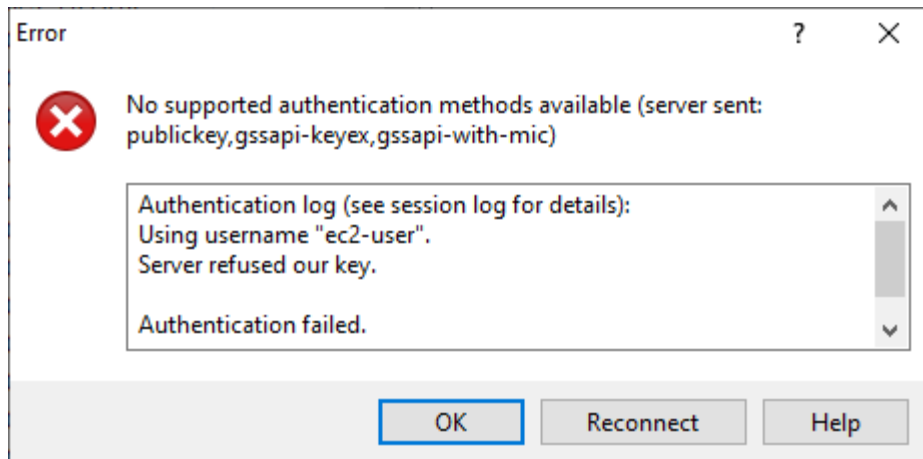 Error
?
No supported authentication methods available (server sent:
publickey,gssapi-keyex,gssapi-with-mic)
Authentication log (see session log for details):
Using username "ec2-user".
Server refused our key.
Authentication failed.
OK
Reconnect
Help